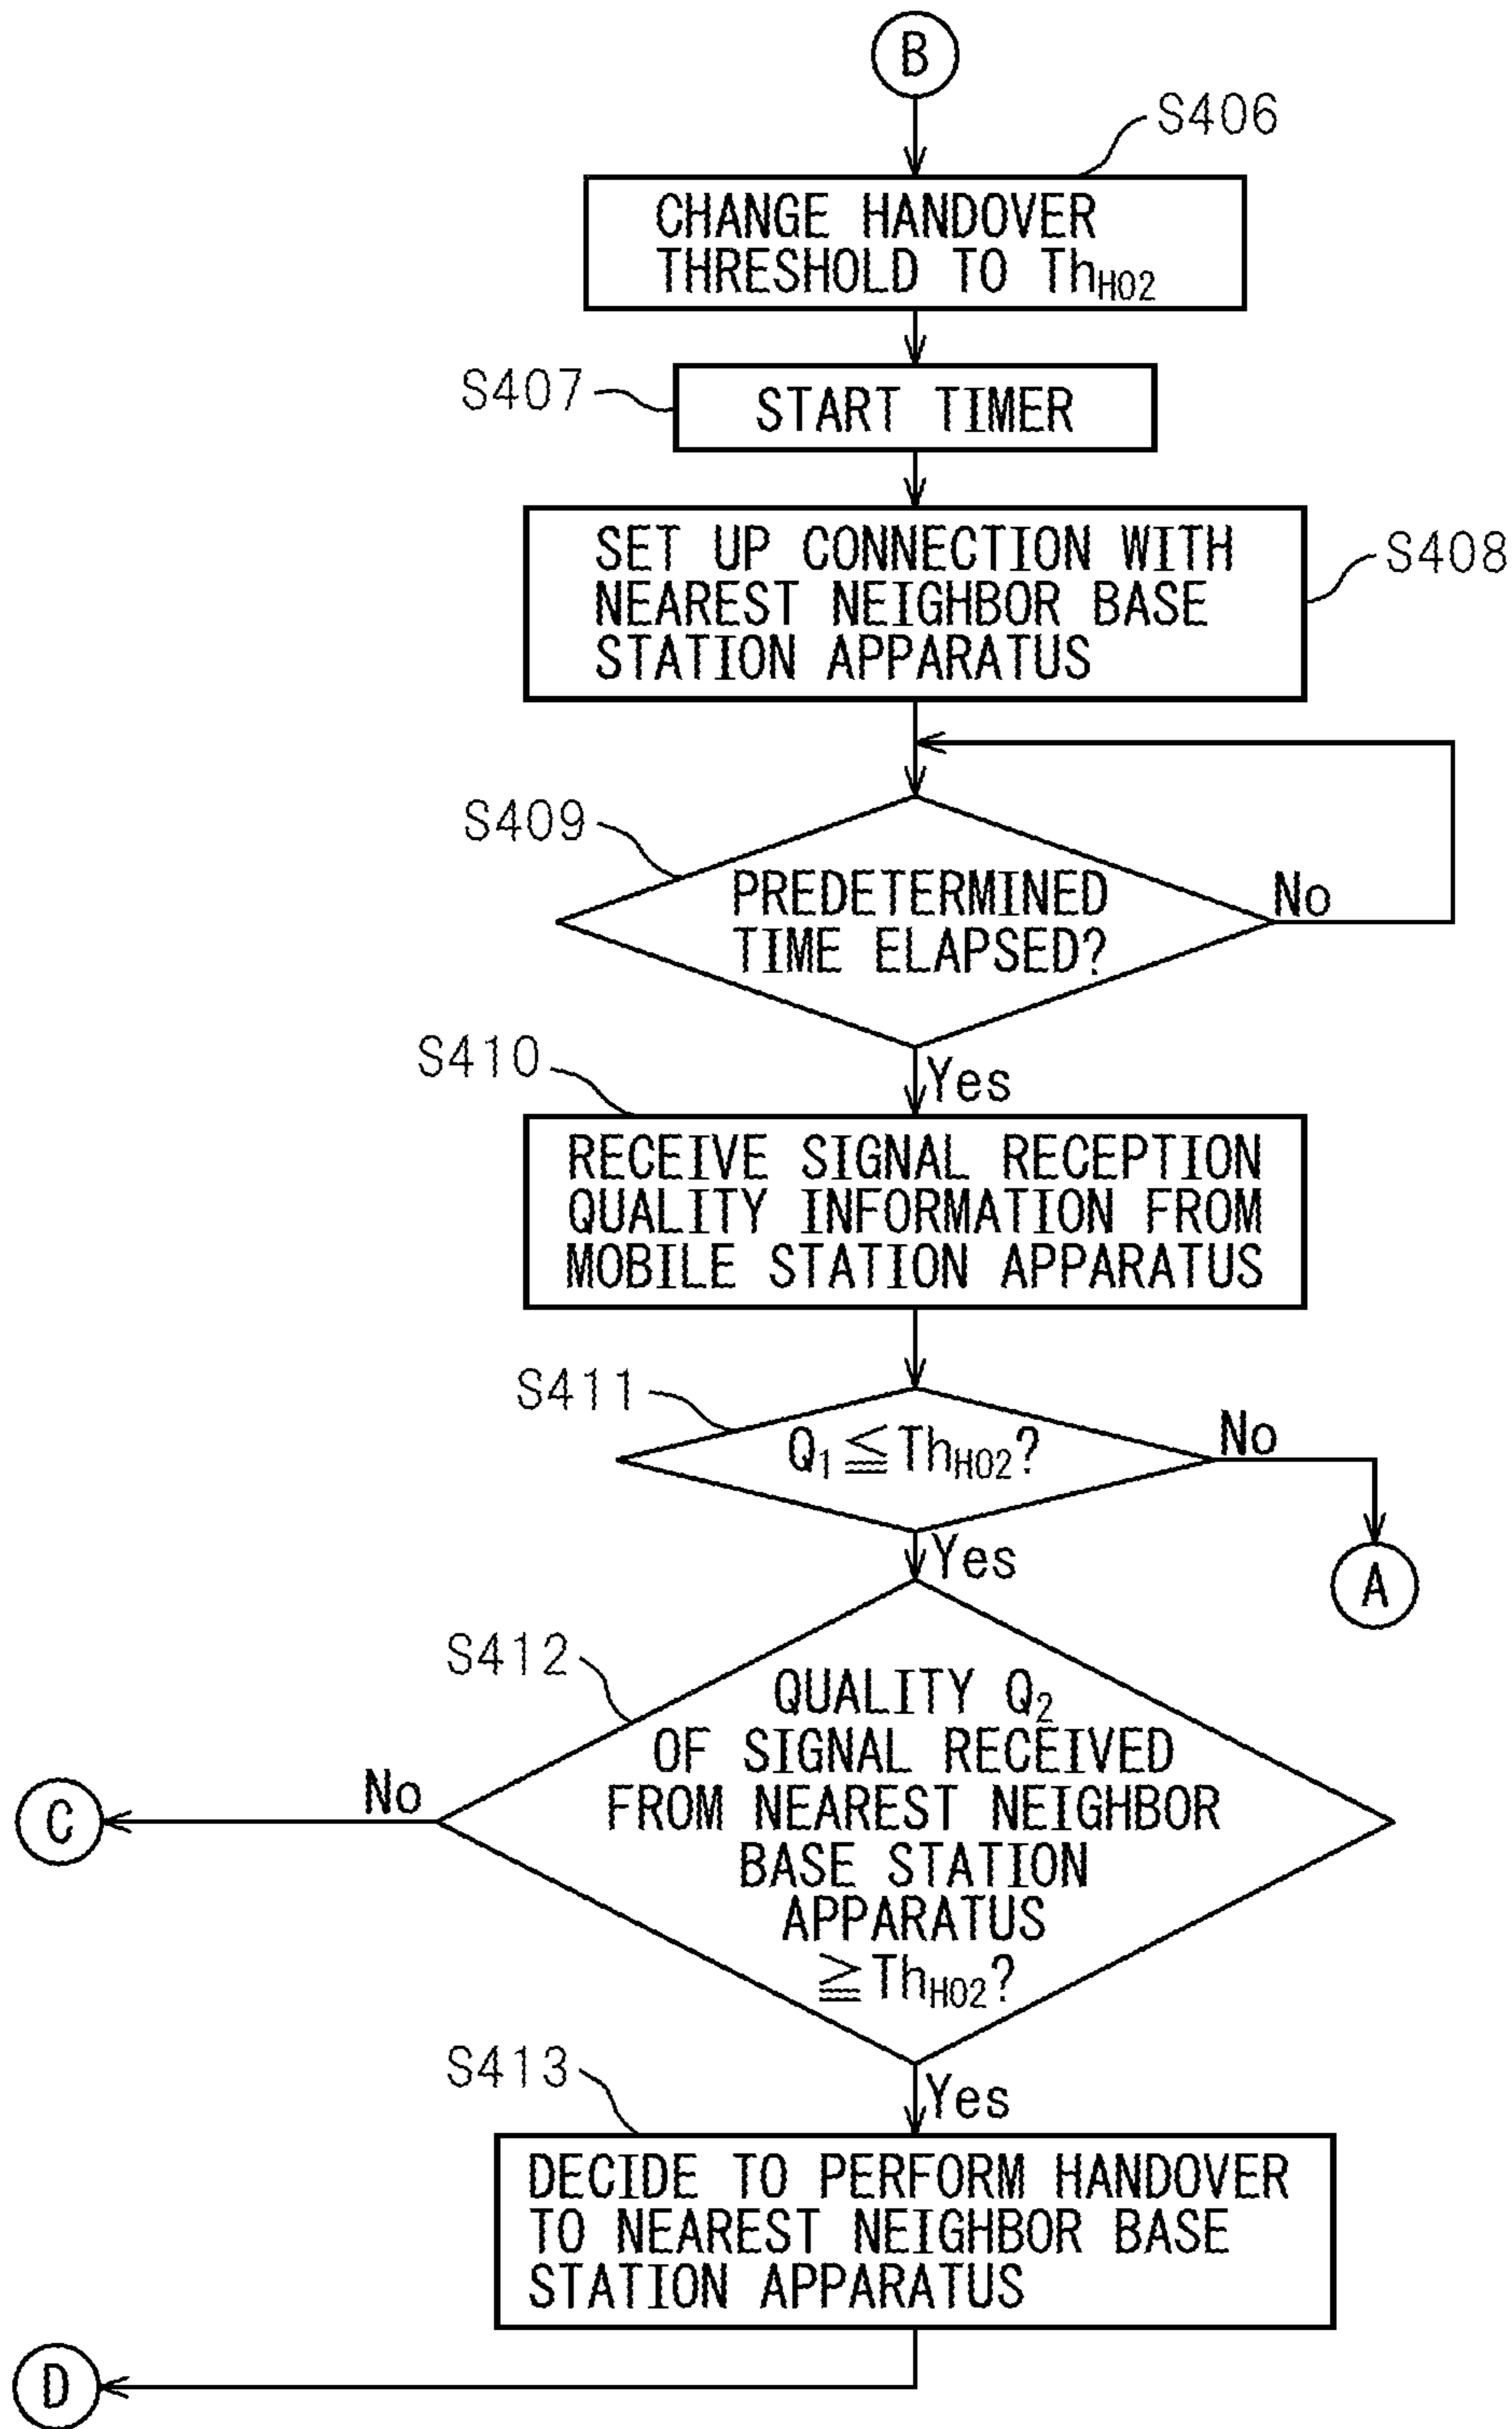 B
S406
CHANGE HANDOVER
THRESHOLD TO Th_HO2
S407
START TIMER
SET UP CONNECTION WITH
NEAREST NEIGHBOR BASE
STATION APPARATUS
S408
S409
PREDETERMINED
TIME ELAPSED?
No
Yes
S410
RECEIVE SIGNAL RECEPTION
QUALITY INFORMATION FROM
MOBILE STATION APPARATUS
S411
Q₁≦Th_HO2?
No
Yes
A
S412
QUALITY Q₂
OF SIGNAL RECEIVED
FROM NEAREST NEIGHBOR
BASE STATION
APPARATUS
≧Th_HO2?
No
C
Yes
S413
DECIDE TO PERFORM HANDOVER
TO NEAREST NEIGHBOR BASE
STATION APPARATUS
D